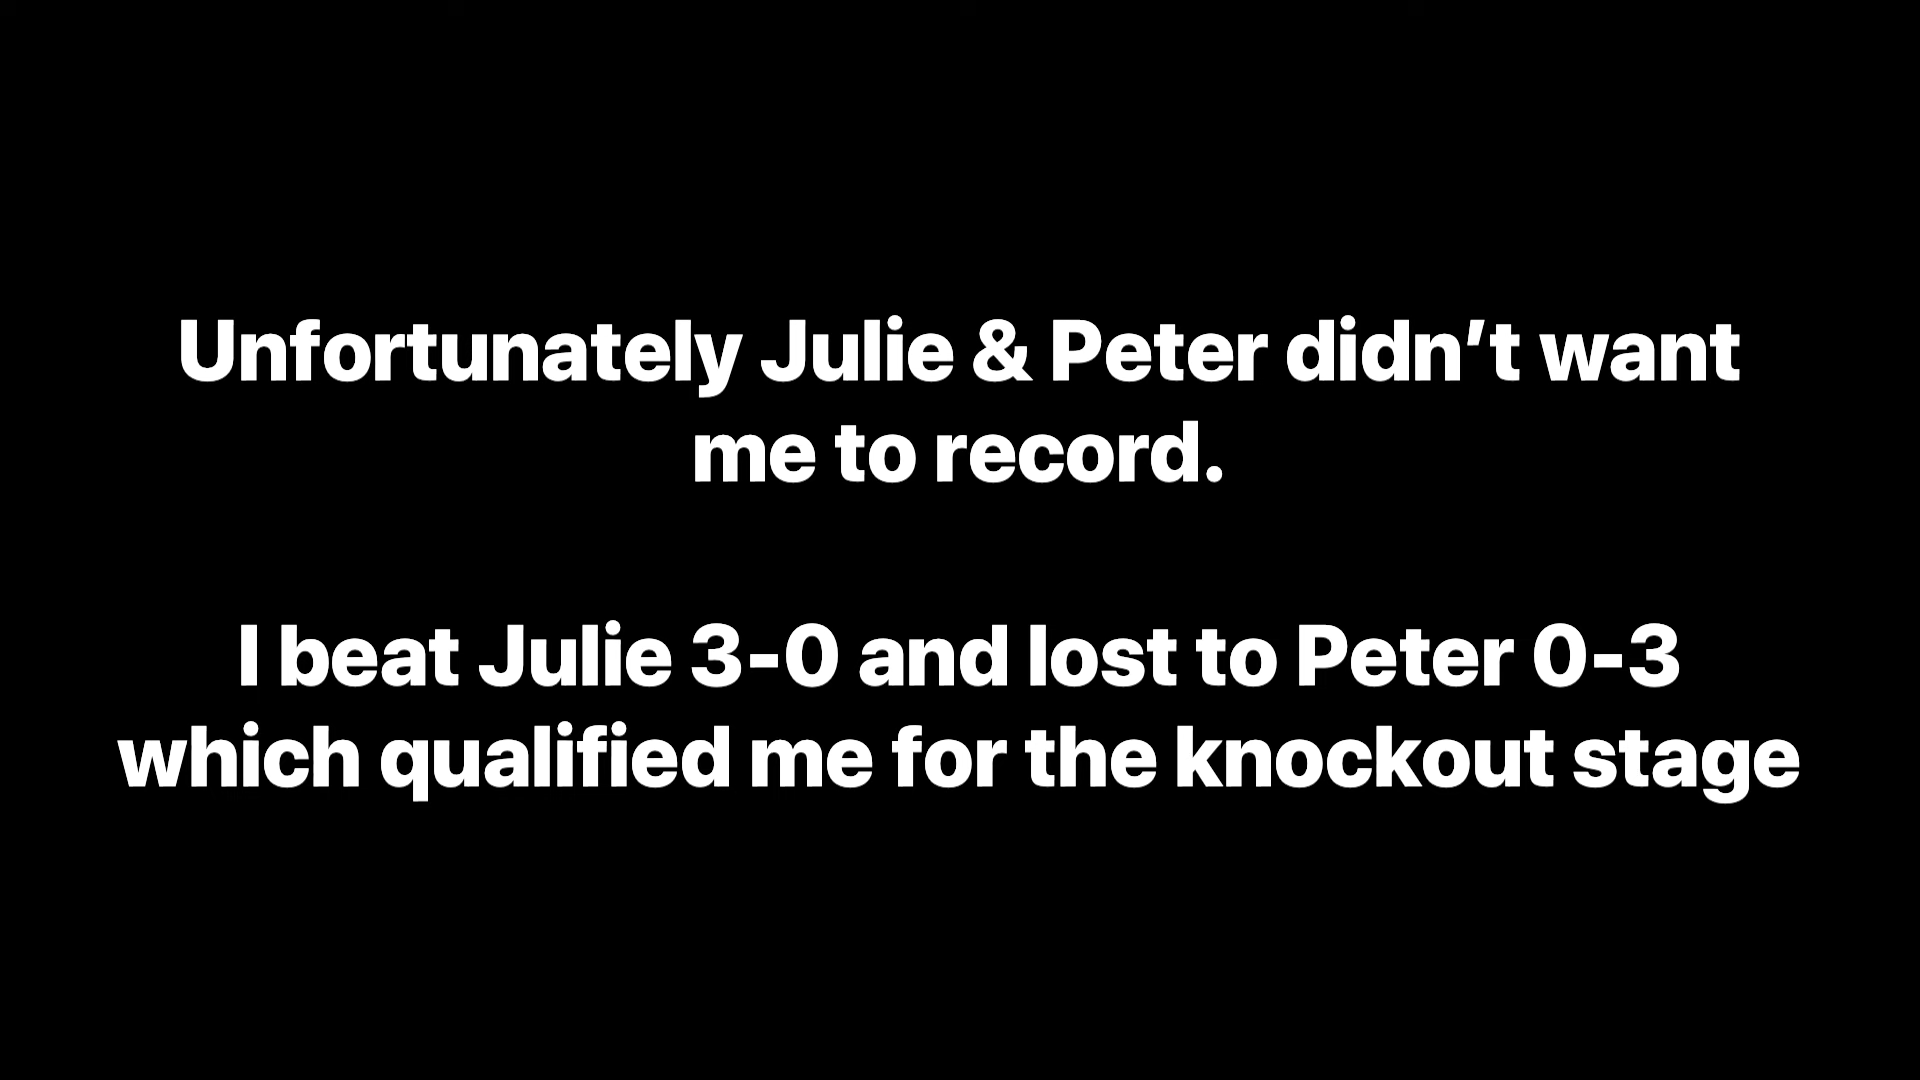 Unfortunately Julie & Peter didn’t want
me to record.
I beat Julie 3-0 and lost to Peter 0-3
which qualified me for the knockout stage